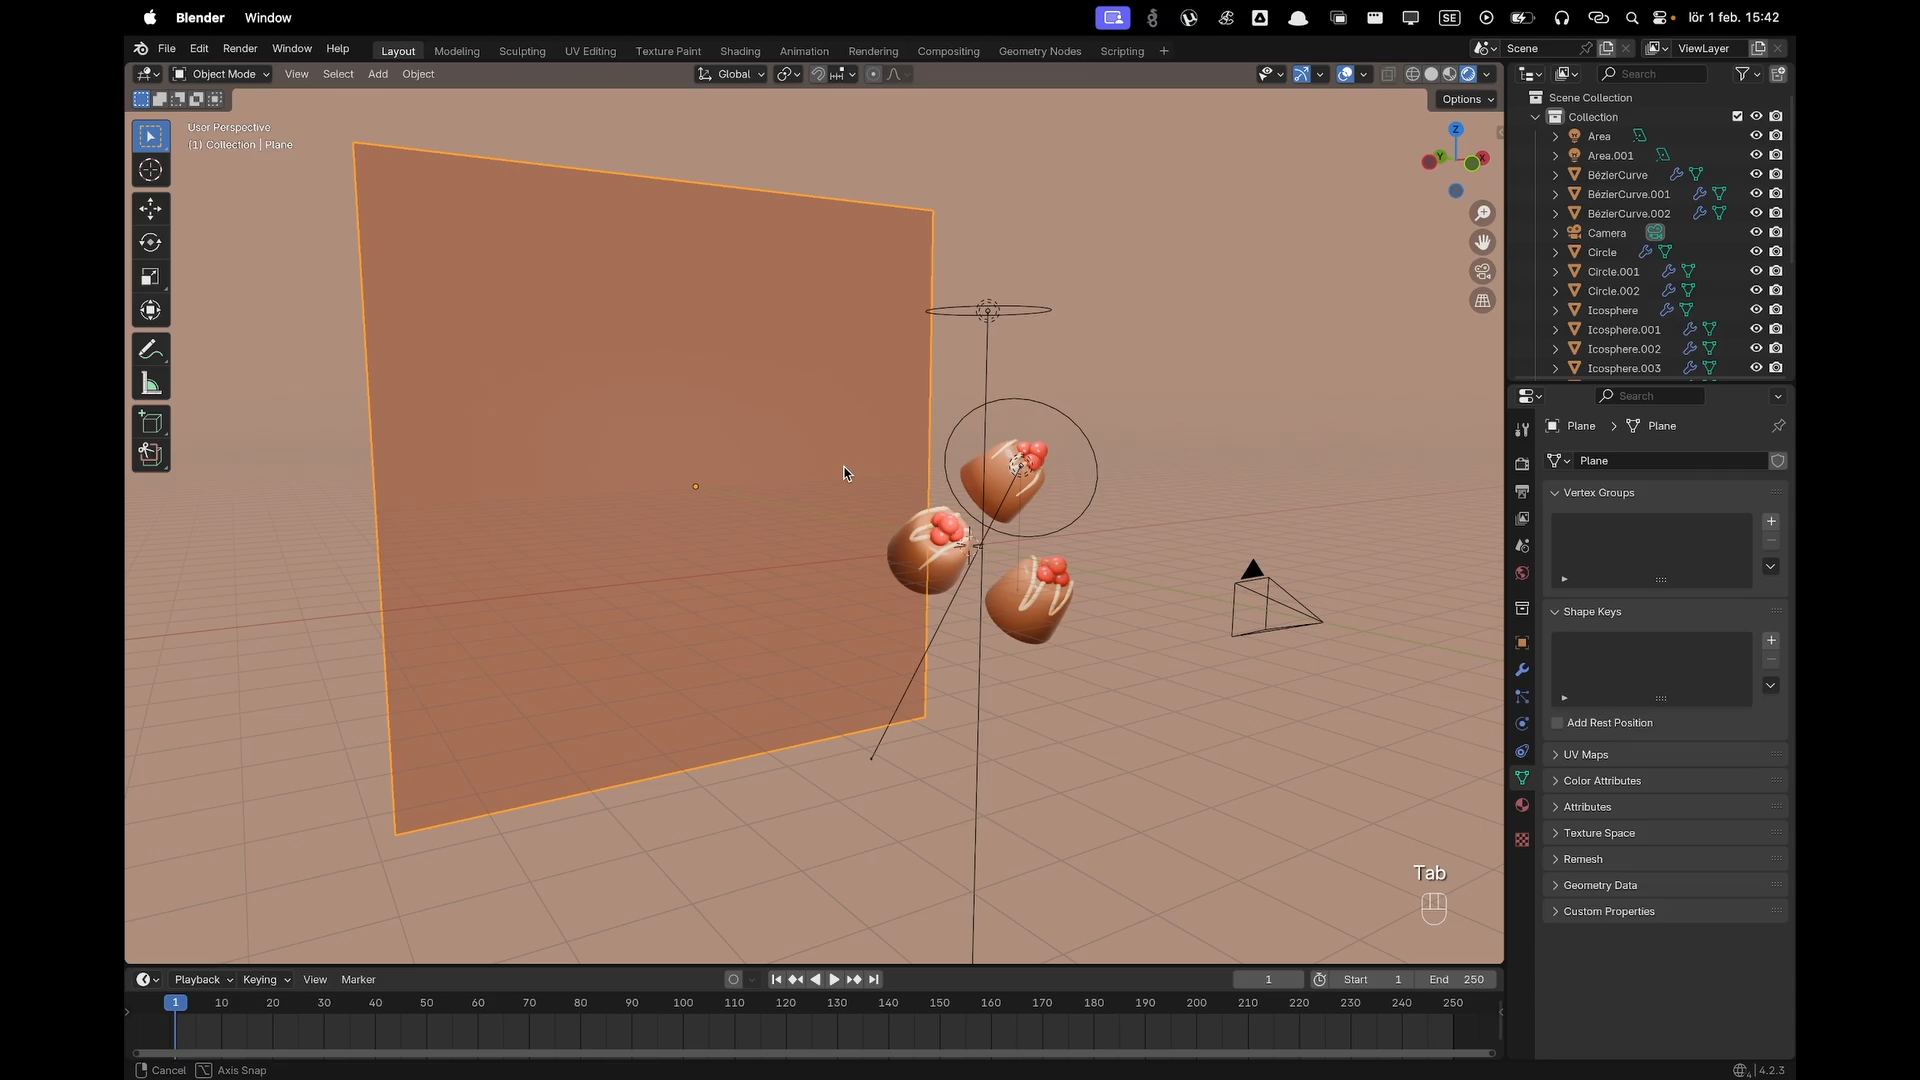 Blender Window
SE
lör 1 feb. 15:42
File Edit Render Window Help
Layout Modeling Sculpting UV Editing Texture Paint Shading Animation Rendering Compositing Geometry Nodes Scripting +
Scene
ViewLayer
Object Mode View Select Add Object
Global
Search
Options
User Perspective
(1) Collection | Plane
Z
Y
X
Scene Collection
Collection
Area
Area.001
BézierCurve
BézierCurve.001
BézierCurve.002
Camera
Circle
Circle.001
Circle.002
Icosphere
Icosphere.001
Icosphere.002
Icosphere.003
Search
Plane > Plane
Plane
Vertex Groups
Shape Keys
Add Rest Position
UV Maps
Color Attributes
Attributes
Texture Space
Remesh
Geometry Data
Custom Properties
Tab
Playback Keying View Marker
1
Start 1
End 250
1 10 20 30 40 50 60 70 80 90 100 110 120 130 140 150 160 170 180 190 200 210 220 230 240 250
Cancel Axis Snap
4.2.3